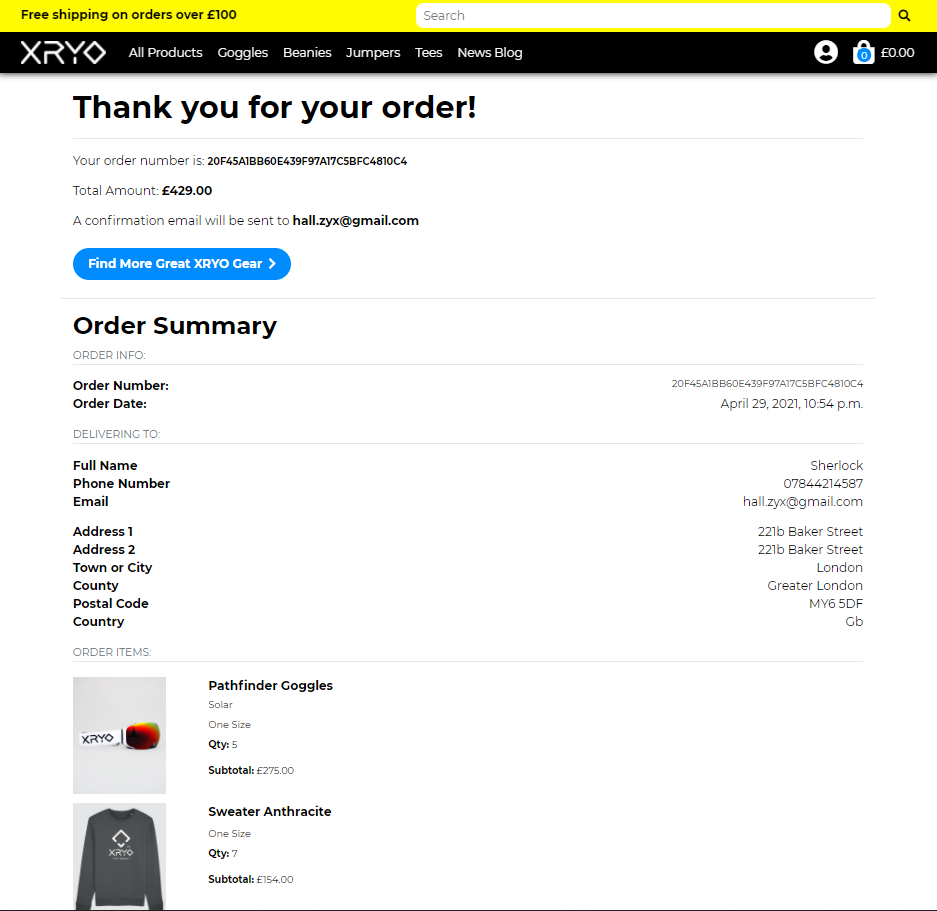 Free shipping on orders over £100
Search
XRYO All Products Goggles Beanies Jumpers Tees News Blog 0 £0.00
Thank you for your order!
Your order number is: 20F45A1BB60E439F97A17C5BFC4810C4
Total Amount: £429.00
A confirmation email will be sent to hall.zyx@gmail.com
Find More Great XRYO Gear
Order Summary
ORDER INFO:
Order Number: 20F45A1BB60E439F97A17C5BFC4810C4
Order Date: April 29, 2021, 10:54 p.m.
DELIVERING TO:
Full Name Sherlock
Phone Number 07844214587
Email hall.zyx@gmail.com
Address 1 221b Baker Street
Address 2 221b Baker Street
Town or City London
County Greater London
Postal Code MY6 5DF
Country Gb
ORDER ITEMS:
XRYO
Pathfinder Goggles
Solar
One Size
Qty: 5
Subtotal: £275.00
XRYO
Sweater Anthracite
One Size
Qty: 7
Subtotal: £154.00